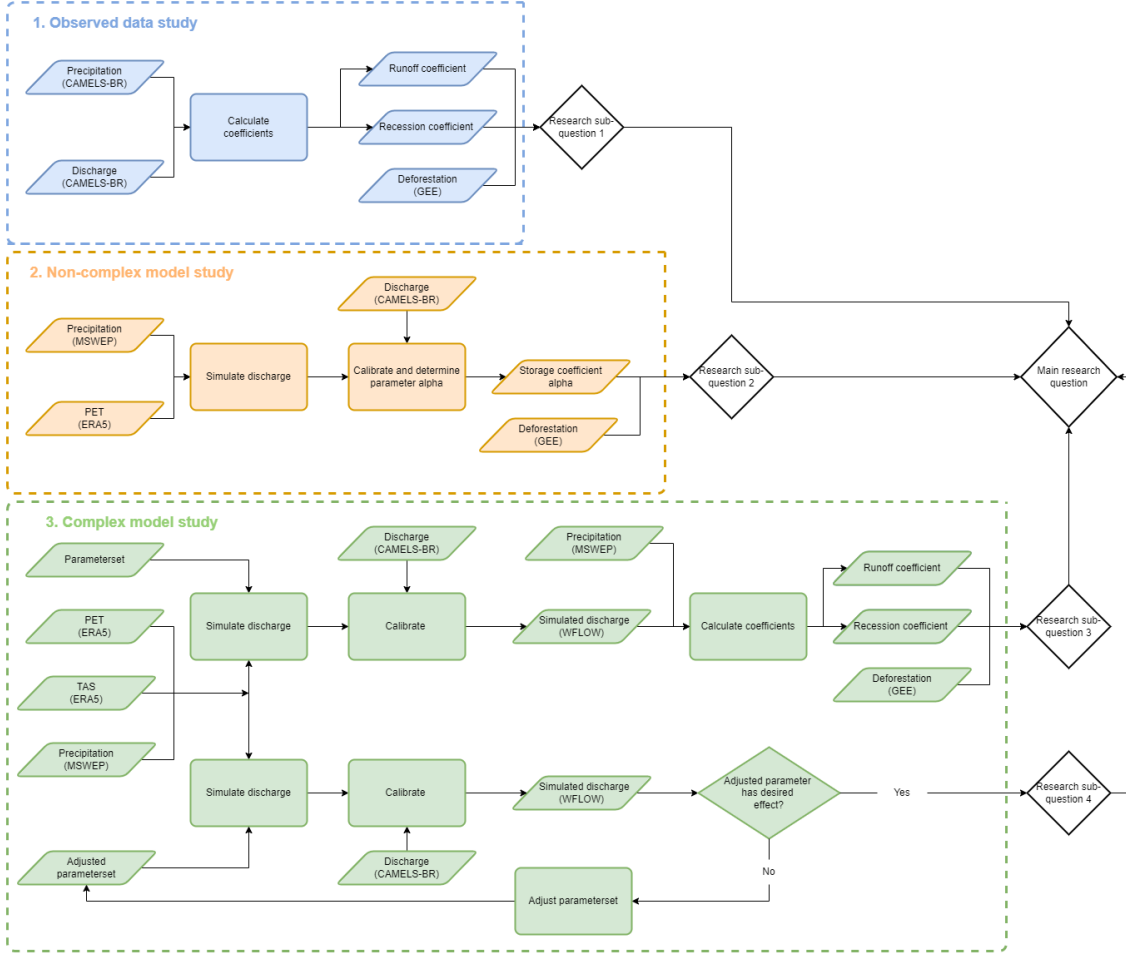 1. Observed data study
Precipitation
(CAMELS-BR)
Discharge
(CAMELS-BR)
Calculate
coefficients
Runoff coefficient
Recession coefficient
Deforestation
(GEE)
Research sub-
question 1
2. Non-complex model study
Precipitation
(MSWEP)
PET
(ERA5)
Simulate discharge
Discharge
(CAMELS-BR)
Calibrate and determine
parameter alpha
Storage coefficient
alpha
Deforestation
(GEE)
Research sub-
question 2
Main research
question
3. Complex model study
Parameterset
PET
(ERA5)
TAS
(ERA5)
Precipitation
(MSWEP)
Simulate discharge
Discharge
(CAMELS-BR)
Calibrate
Precipitation
(MSWEP)
Simulated discharge
(WFLOW)
Calculate coefficients
Runoff coefficient
Recession coefficient
Deforestation
(GEE)
Research sub-
question 3
Simulate discharge
Calibrate
Simulated discharge
(WFLOW)
Adjusted parameter
has desired
effect?
Yes
Research sub-
question 4
Adjusted
parameterset
Discharge
(CAMELS-BR)
No
Adjust parameterset